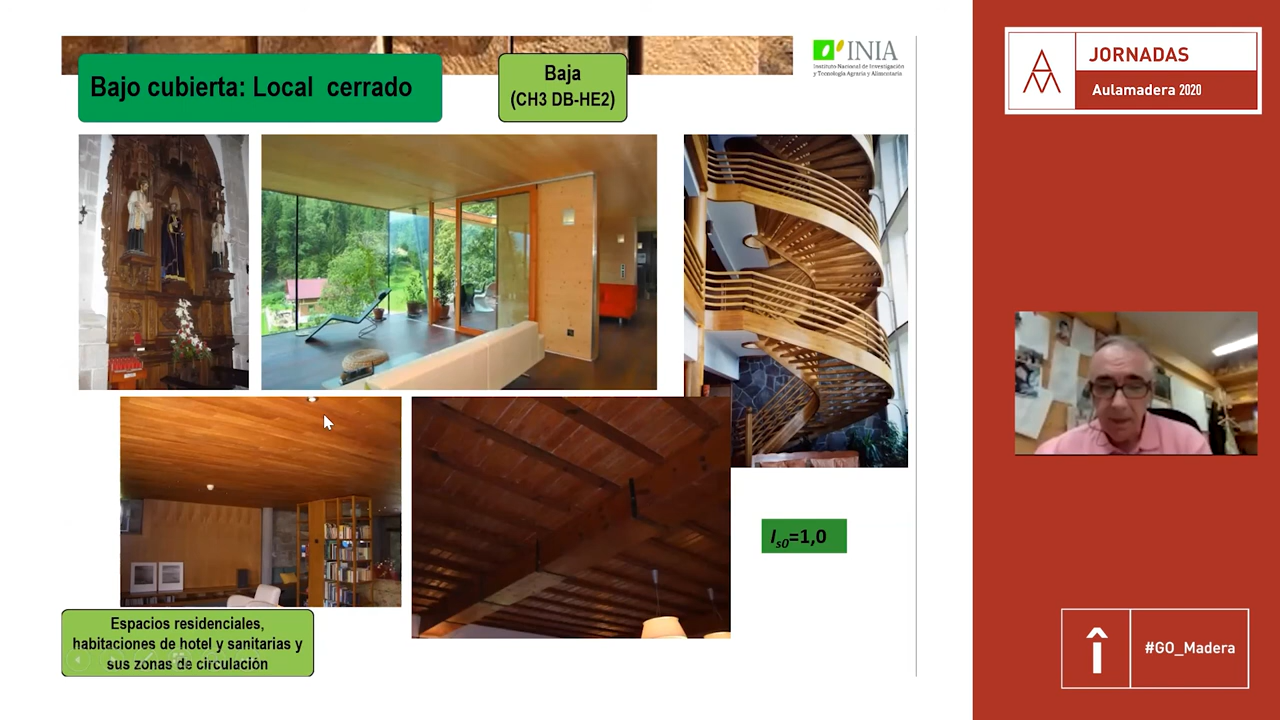 Bajo cubierta: Local cerrado
Baja
(CH3 DB-HE2)
INIA
Instituto Nacional de Investigación
y Tecnología Agraria y Alimentaria
Espacios residenciales,
habitaciones de hotel y sanitarias y
sus zonas de circulación
Is0=1,0
JORNADAS
Aulamadera 2020
#GO_Madera